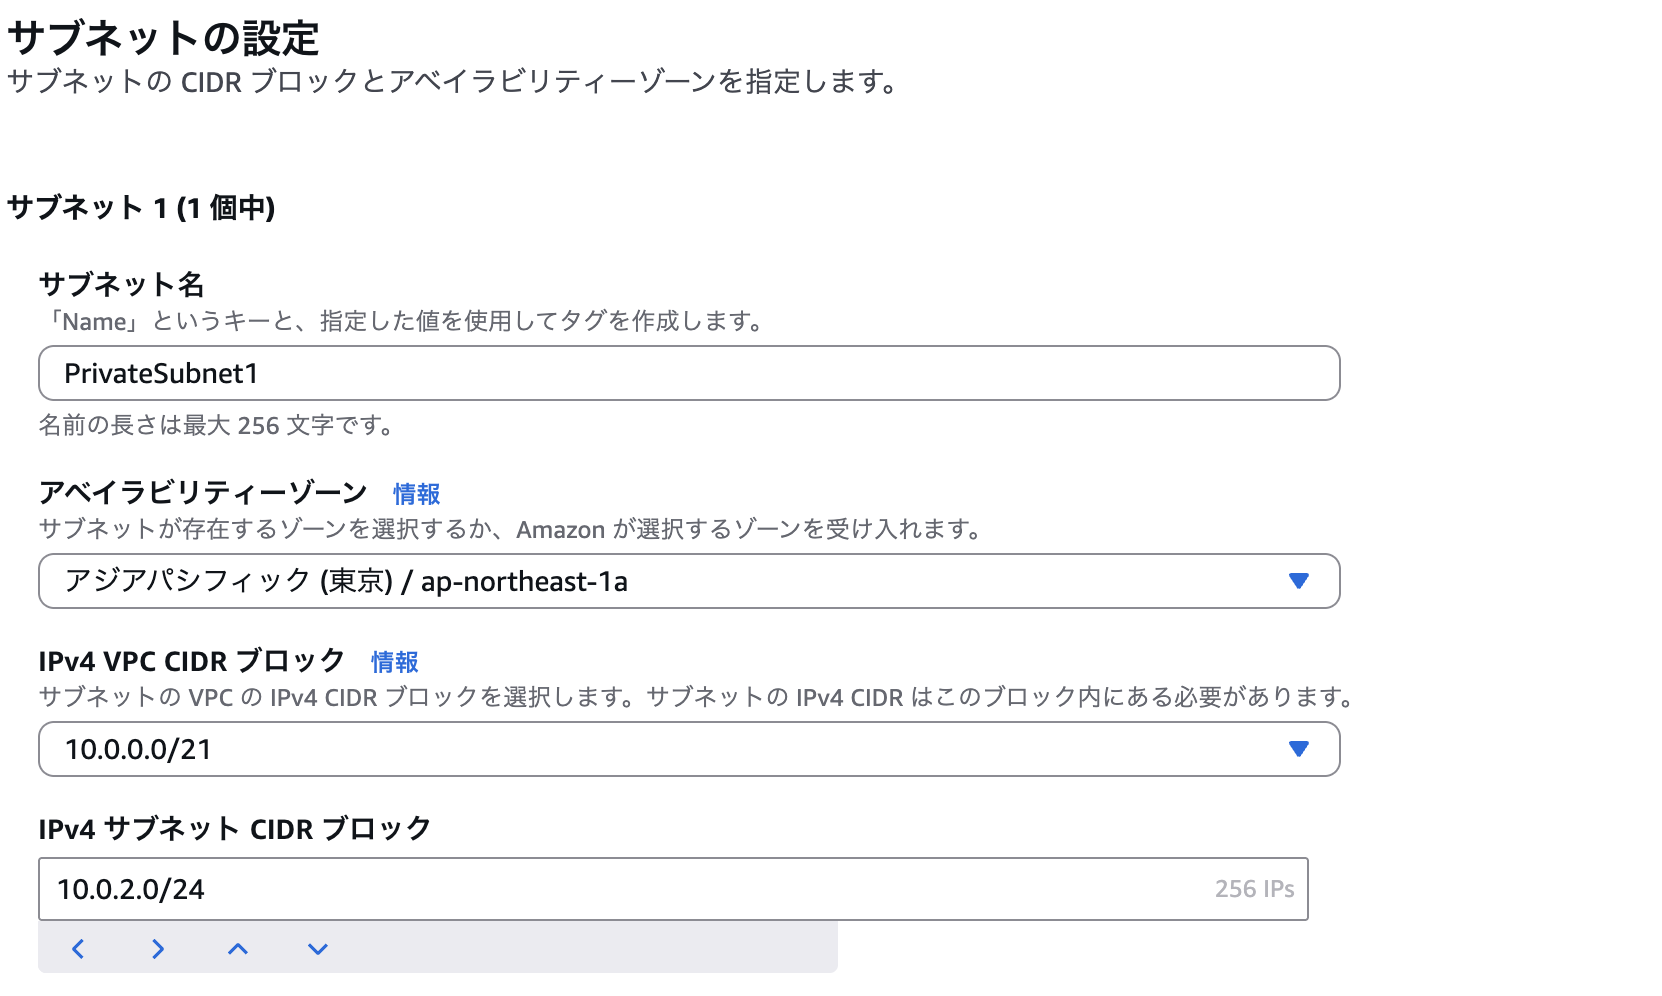 サブネットの設定
サブネットの CIDR ブロックとアベイラビリティーゾーンを指定します。
サブネット 1 (1 個中)
サブネット名
「Name」というキーと、指定した値を使用してタグを作成します。
PrivateSubnet1
名前の長さは最大 256 文字です。
アベイラビリティーゾーン 情報
サブネットが存在するゾーンを選択するか、Amazon が選択するゾーンを受け入れます。
アジアパシフィック (東京) / ap-northeast-1a
IPv4 VPC CIDR ブロック 情報
サブネットの VPC の IPv4 CIDR ブロックを選択します。サブネットの IPv4 CIDR はこのブロック内にある必要があります。
10.0.0.0/21
IPv4 サブネット CIDR ブロック
10.0.2.0/24 256 IPs